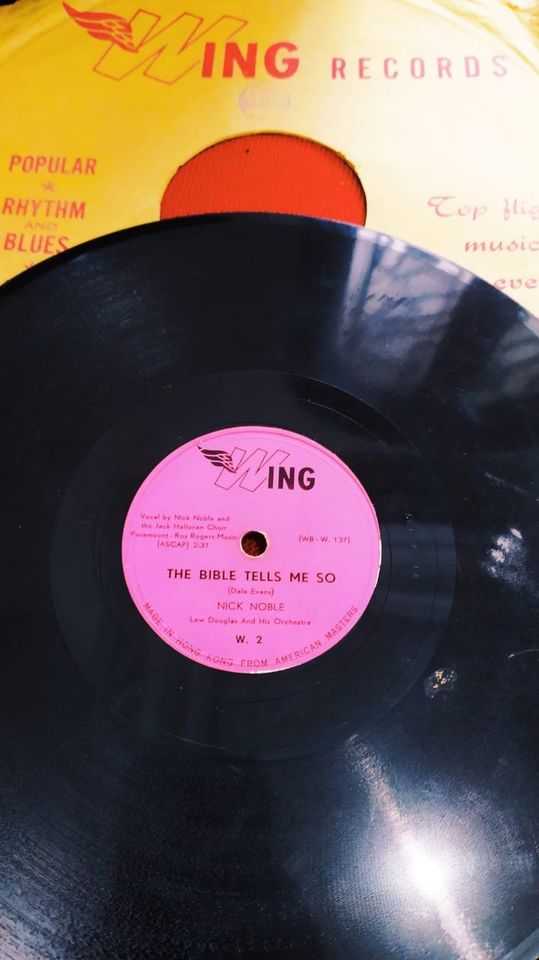 WING RECORDS
POPULAR
RHYTHM
AND
BLUES
Top flig
music
eve
WING
Vocal by Nick Noble and
the Jack Halloran Choir
Paramount - Roy Rogers Music
(ASCAP) 2:37
(WB - W. 137)
THE BIBLE TELLS ME SO
(Dale Evans)
NICK NOBLE
Lew Douglas And His Orchestra
W. 2
MADE IN HONG KONG FROM AMERICAN MASTERS